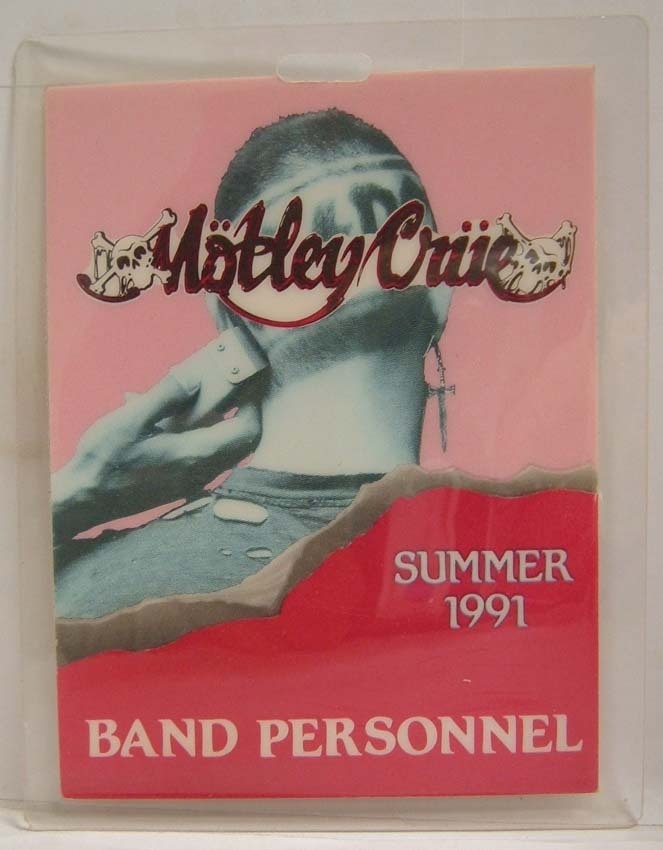 Mötley Crüe
SUMMER
1991
BAND PERSONNEL